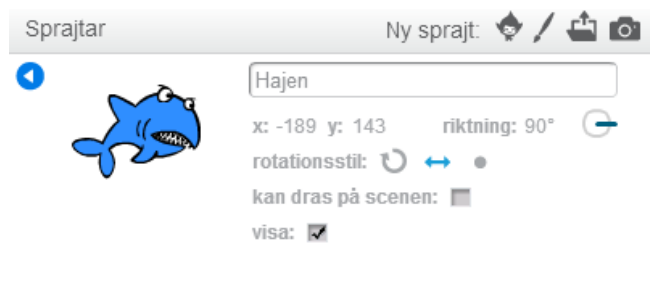 Sprajtar
Ny sprajt:
Hajen
x: -189 y: 143 riktning: 90°
rotationsstil:
kan dras på scenen:
visa: